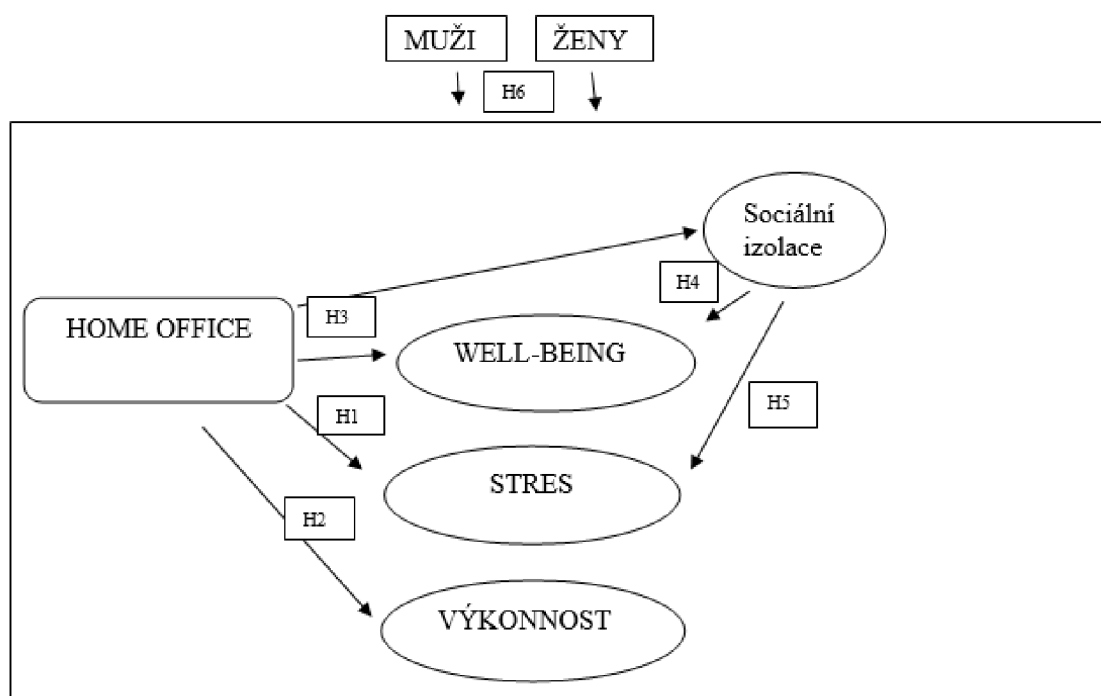 MUŽI
ŽENY
H6
Sociální
izolace
H4
H3
HOME OFFICE
WELL-BEING
H5
H1
STRES
H2
VÝKONNOST